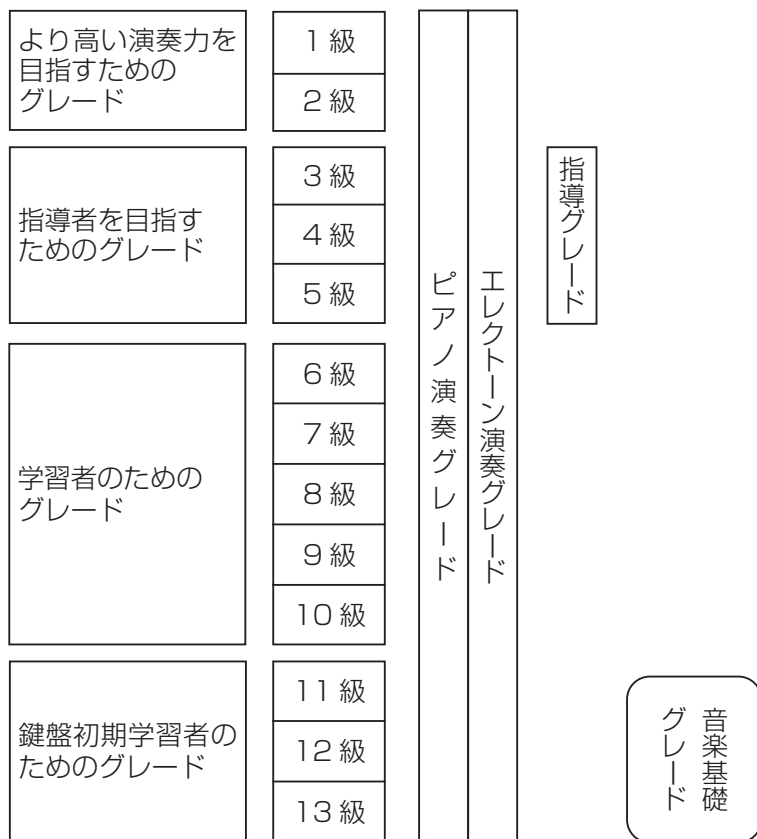 より高い演奏力を
目指すための
グレード
1級
2級
指導者を目指す
ためのグレード
3級
4級
5級
学習者のための
グレード
6級
7級
8級
9級
10級
鍵盤初期学習者の
ためのグレード
11級
12級
13級
ピアノ演奏グレード
エレクトーン演奏グレード
指導グレード
音楽基礎
グレード